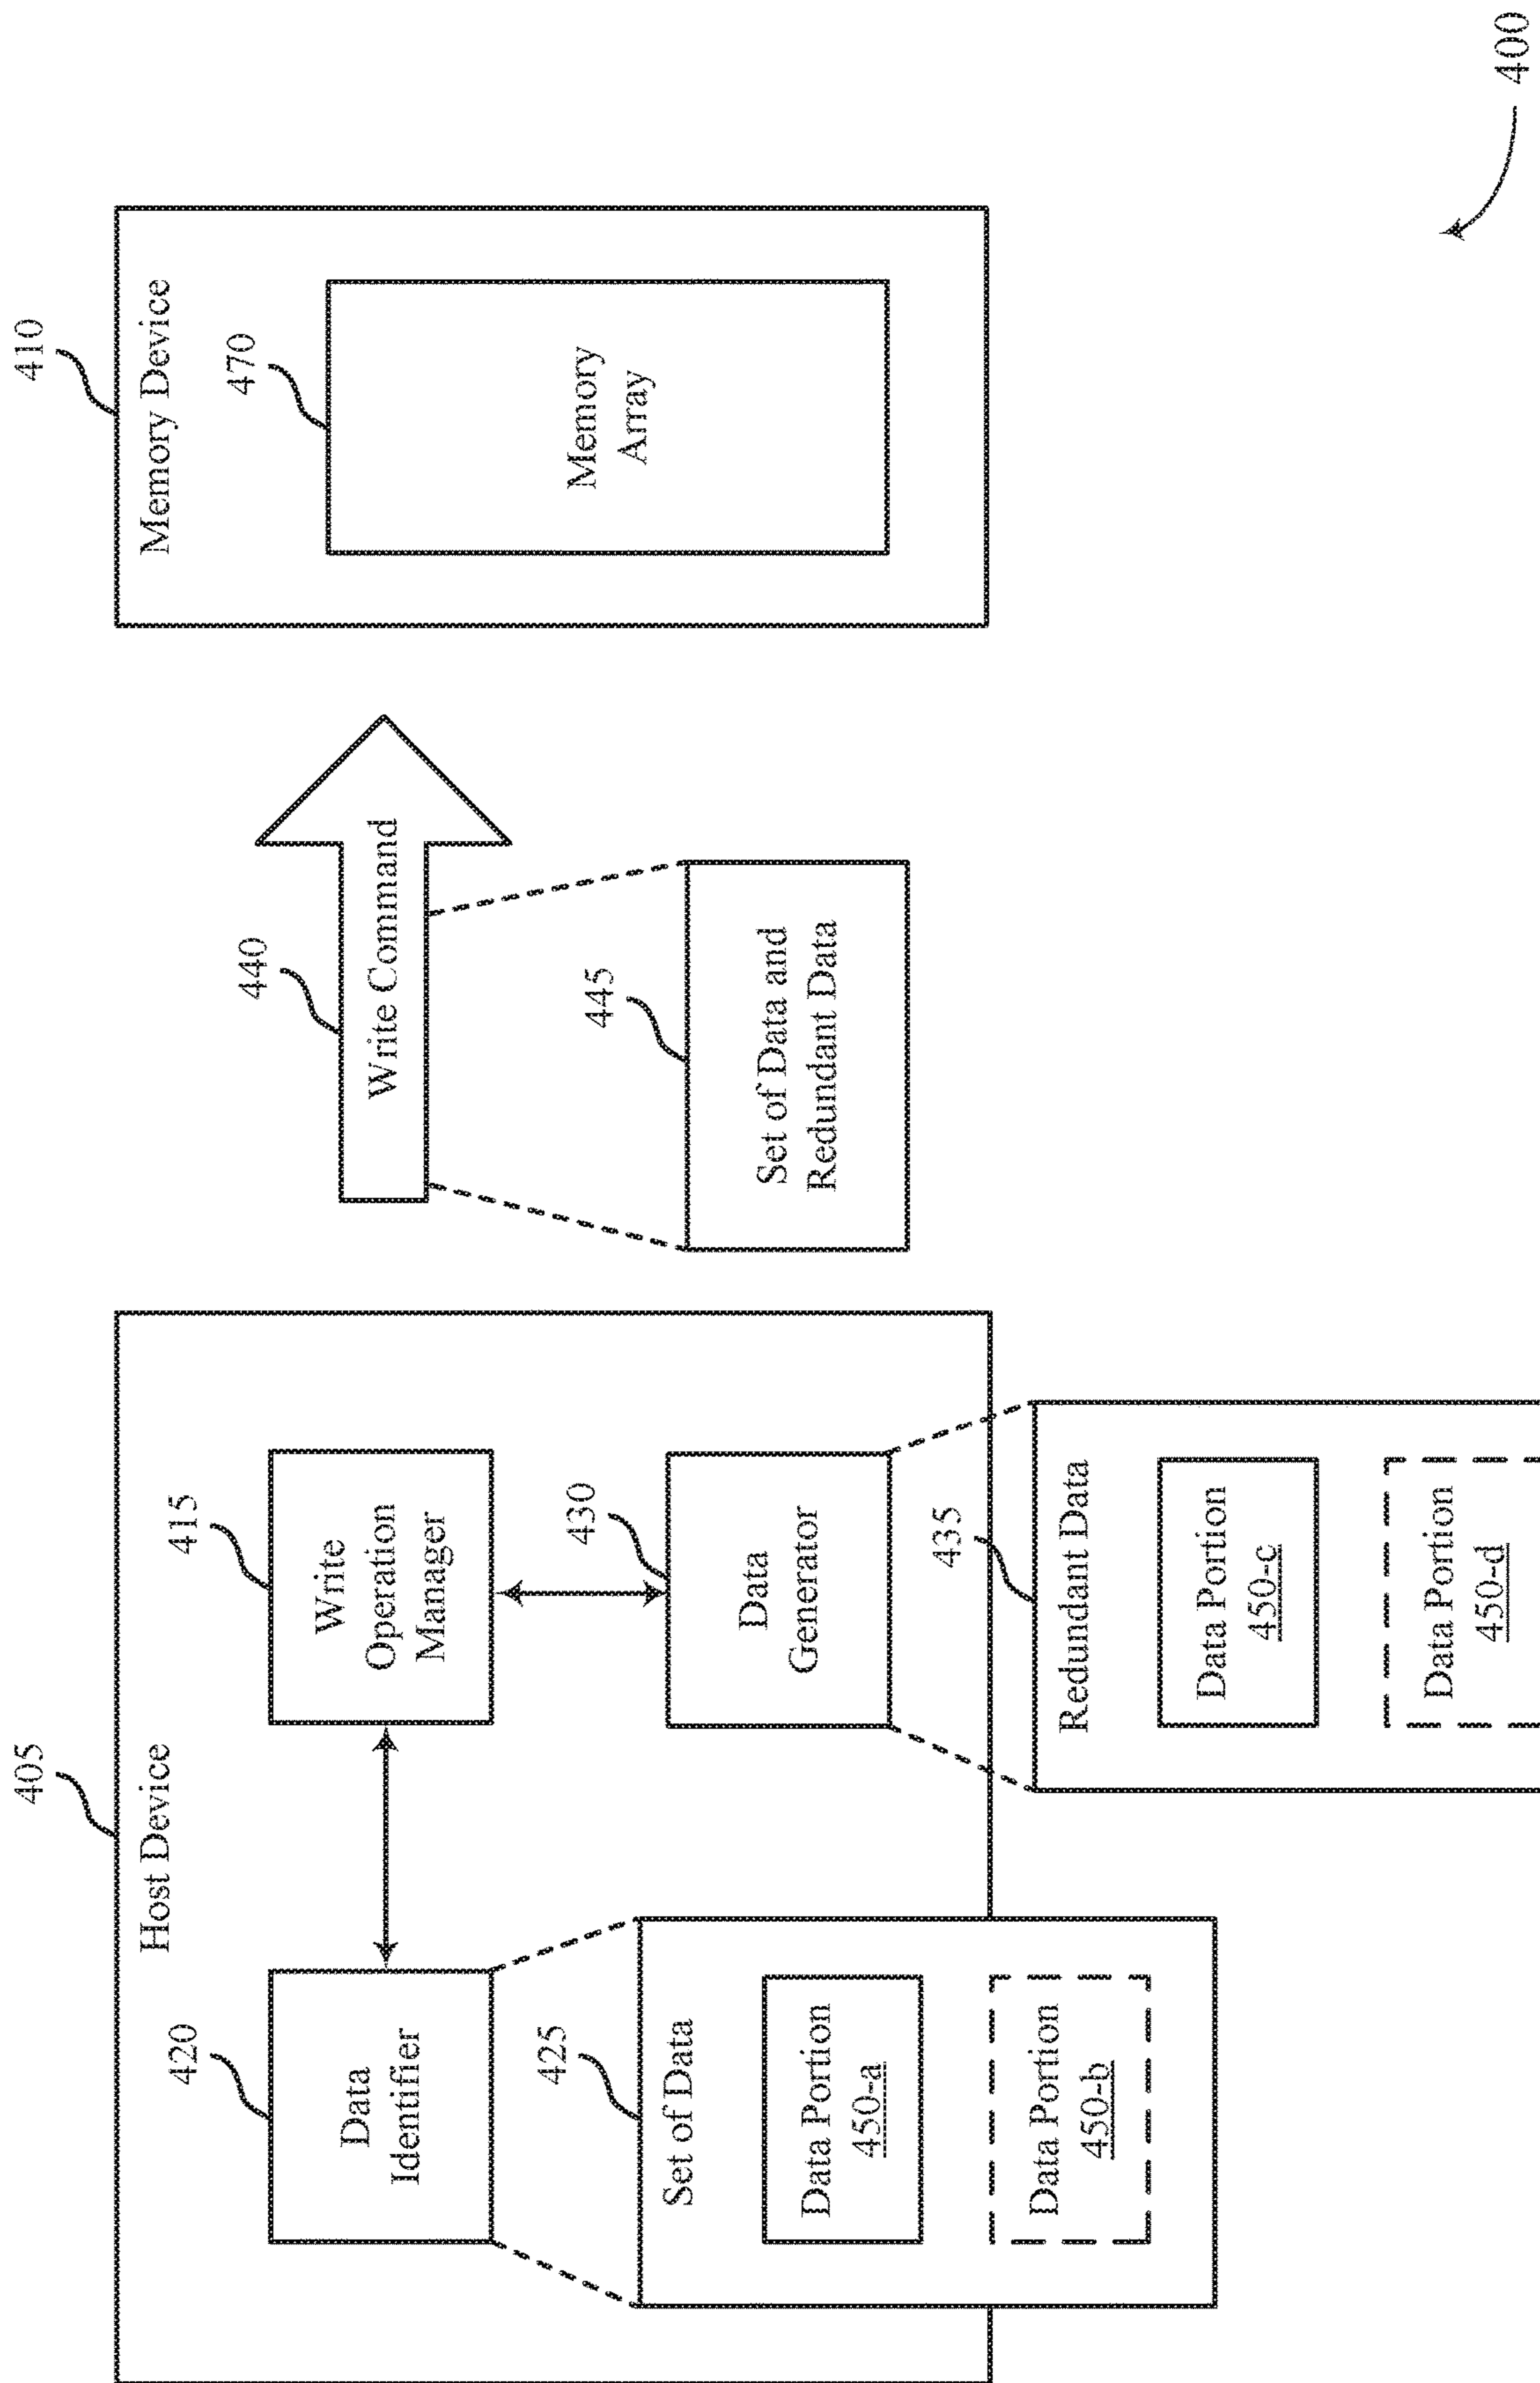 405
Host Device
420
Data
Identifier
415
Write
Operation
Manager
425
Set of Data
Data Portion
450-a
Data Portion
450-b
430
Data
Generator
435
Redundant Data
Data Portion
450-c
Data Portion
450-d
440
Write Command
445
Set of Data and
Redundant Data
410
Memory Device
470
Memory
Array
400